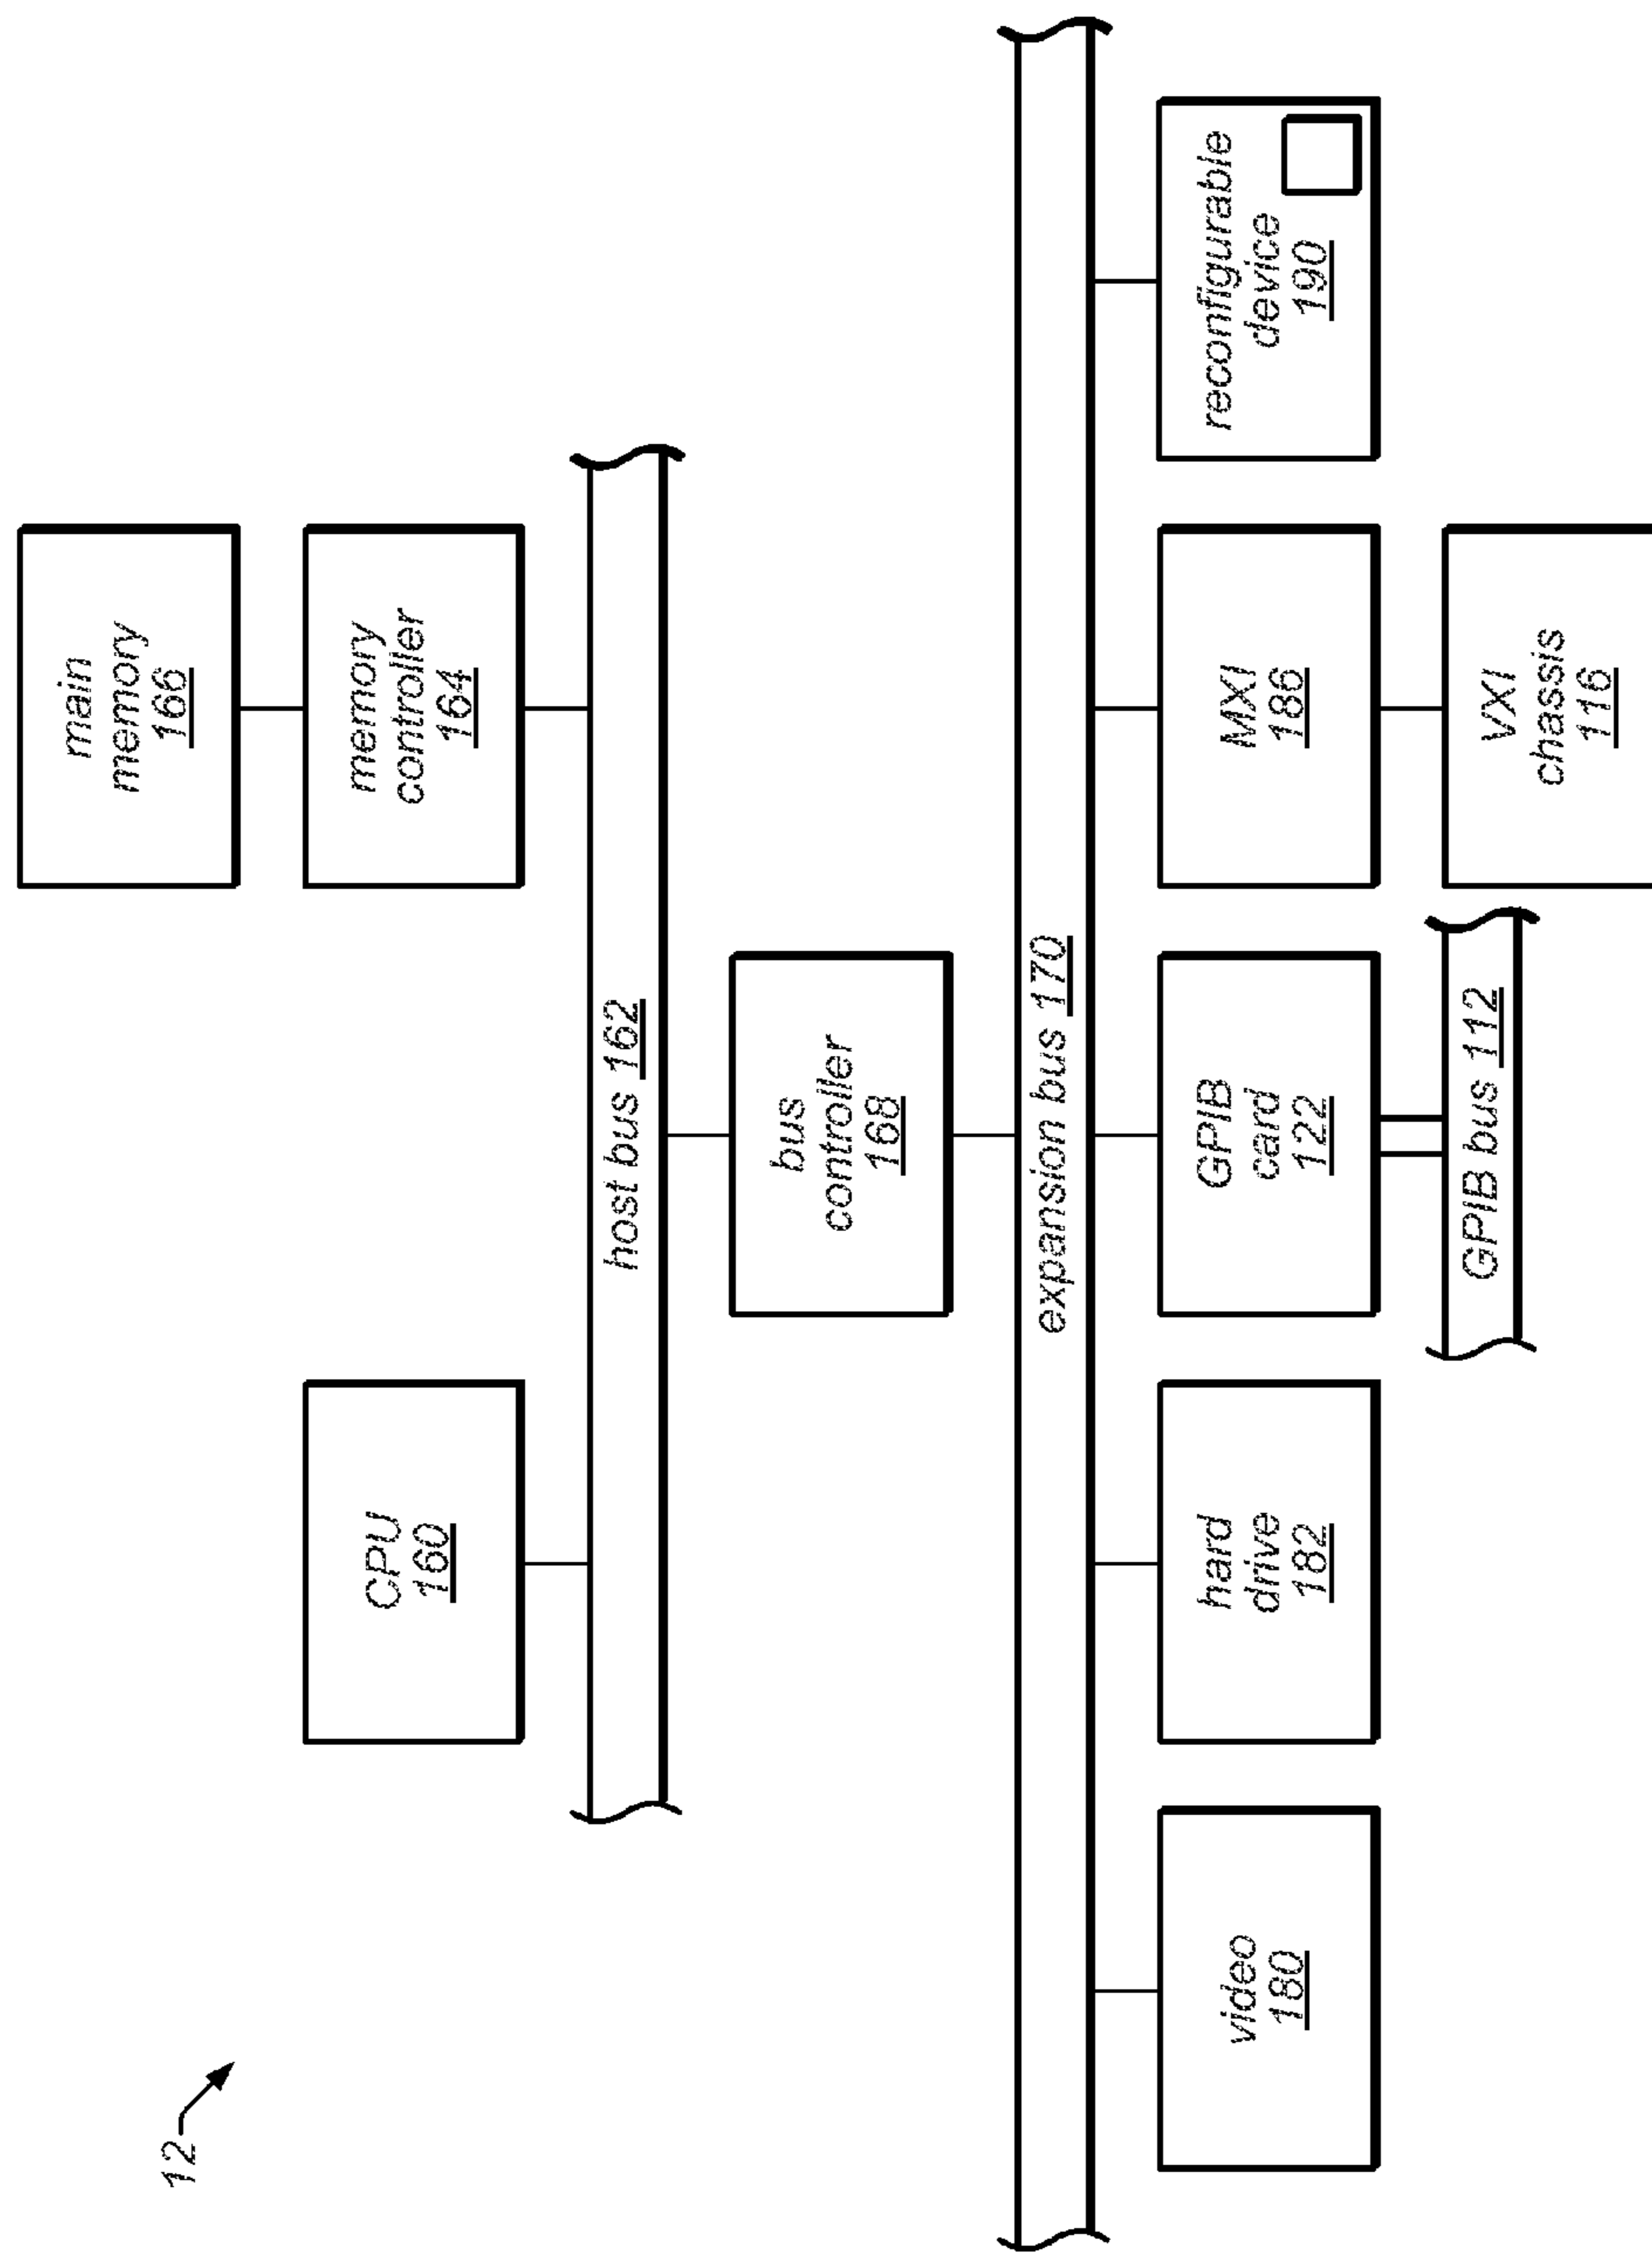 12
main
memory
166
CPU
160
memory
controller
164
host bus 162
bus
controller
168
expansion bus 170
video
180
hard
drive
182
GPIB
card
122
MXI
186
reconfigurable
device
190
GPIB bus 112
VXI
chassis
116